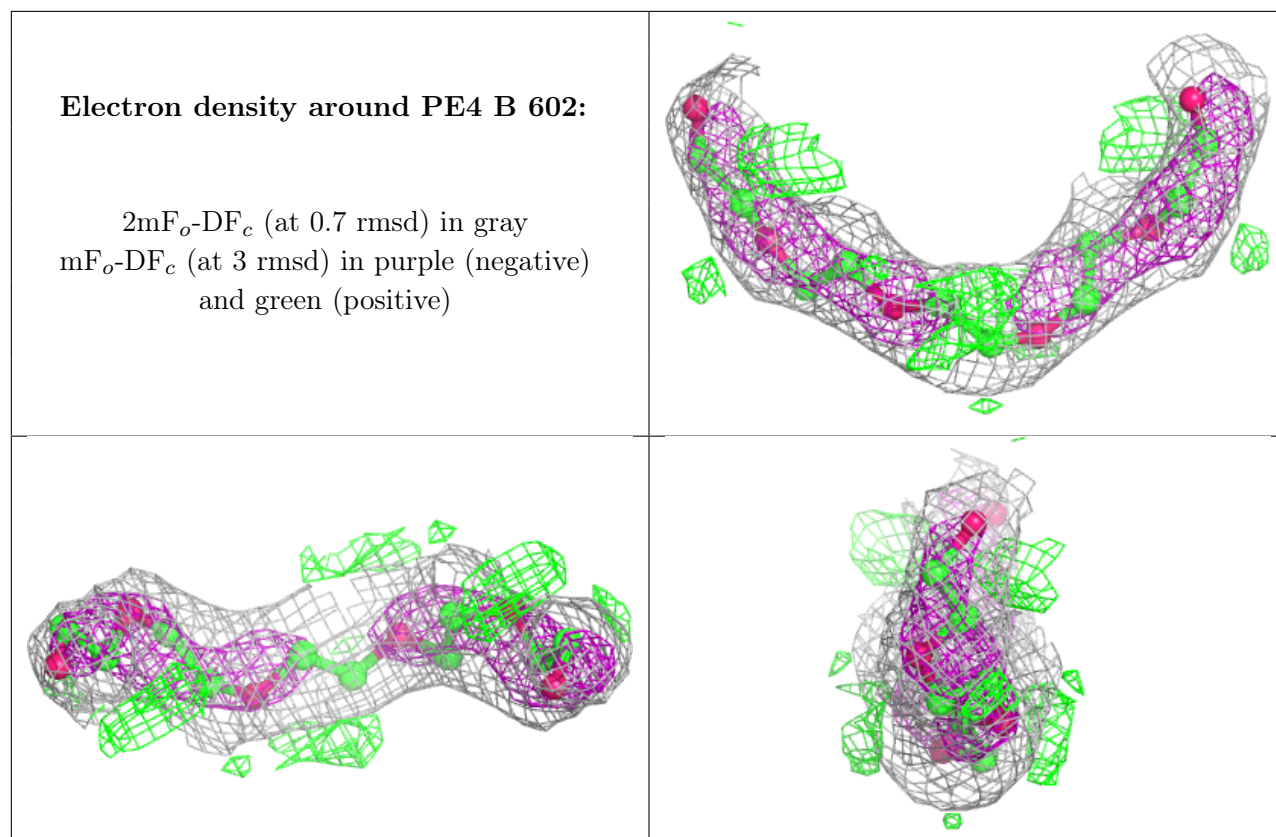 Electron density around PE4 B 602:
2mFo-DFc (at 0.7 rmsd) in gray
mFo-DFc (at 3 rmsd) in purple (negative)
and green (positive)